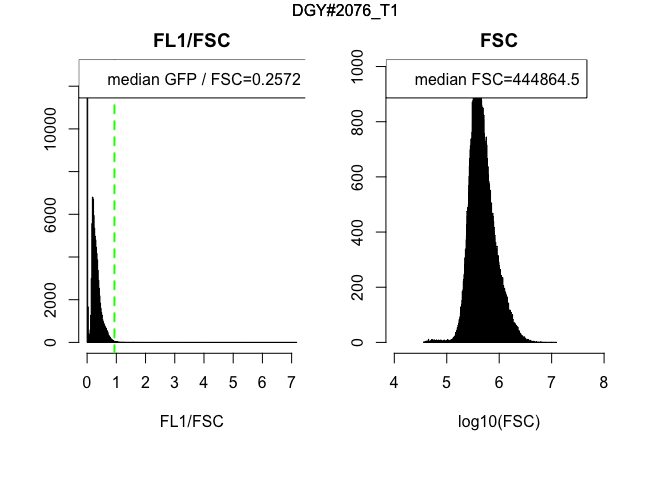 DGY#2076_T1
FL1/FSC
median GFP / FSC=0.2572
0 2000 6000 10000
0 1 2 3 4 5 6 7
FL1/FSC
FSC
median FSC=444864.5
0 200 400 600 800 1000
4 5 6 7 8
log10(FSC)